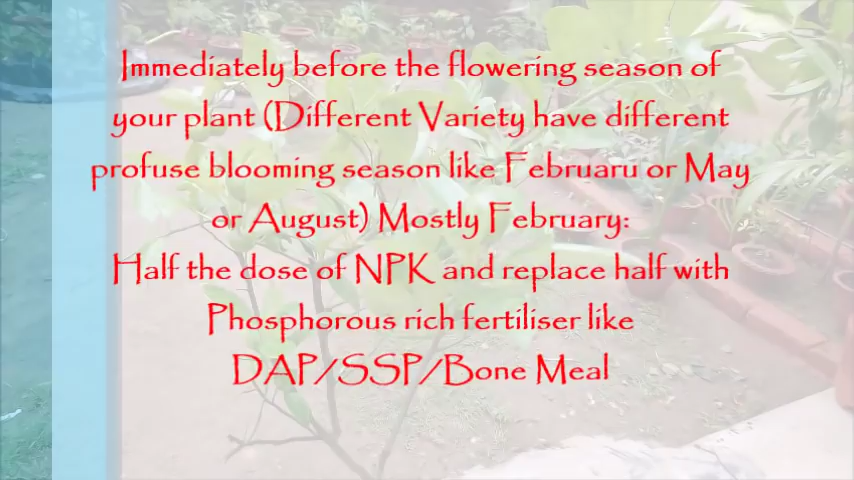 Immediately before the flowering season of
your plant (Different Variety have different
profuse blooming season like Februaru or May
or August) Mostly February:
Half the dose of NPK and replace half with
Phosphorous rich fertiliser like
DAP/SSP/Bone Meal